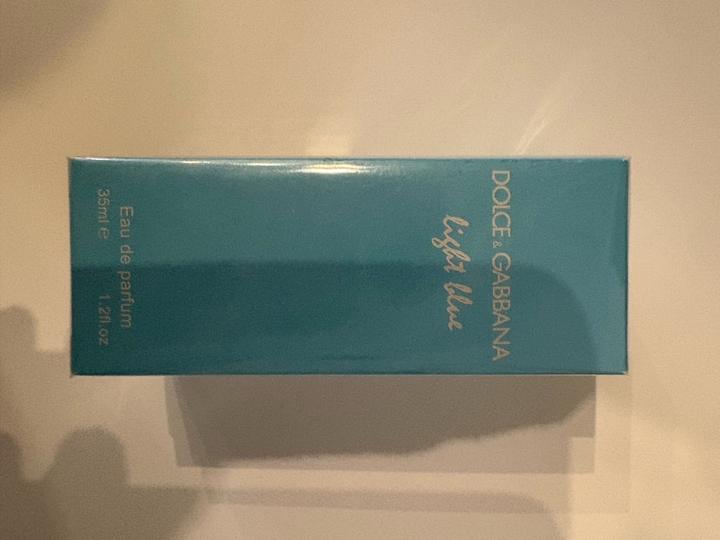 DOLCE & GABBANA
light blue
Eau de parfum
35ml e 1.2fl.oz